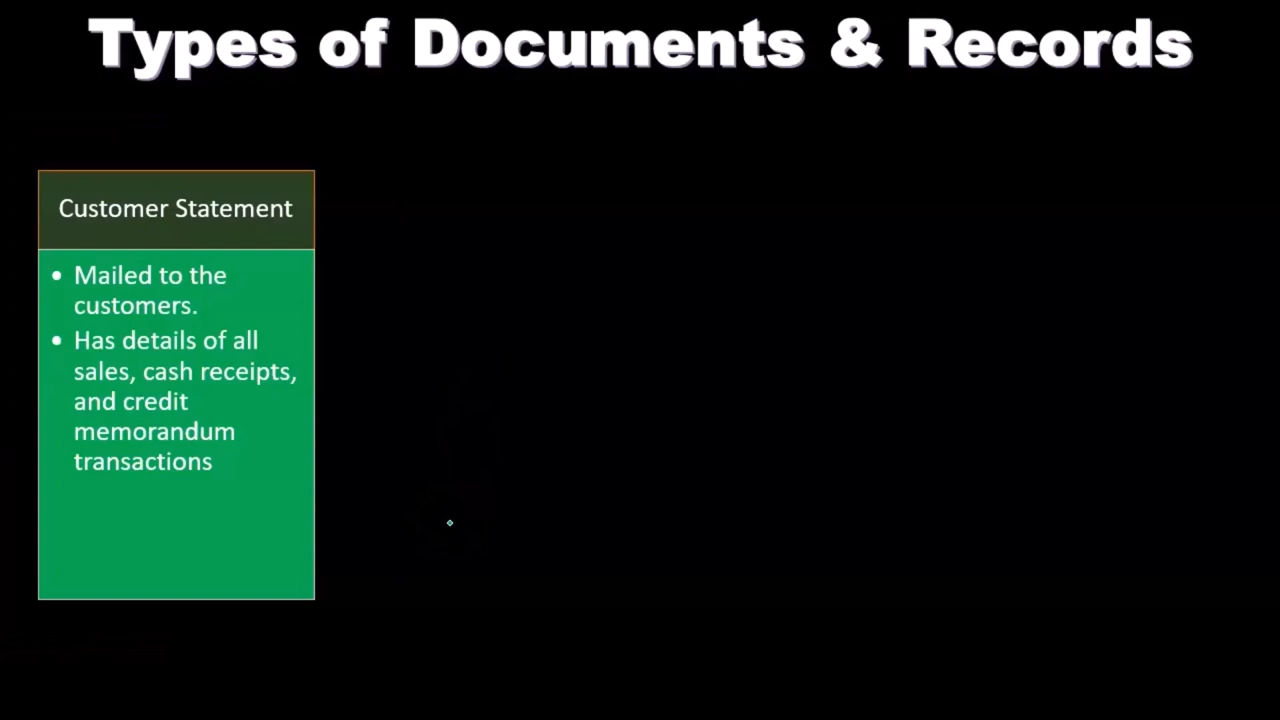 Types of Documents & Records
Customer Statement
• Mailed to the
customers.
• Has details of all
sales, cash receipts,
and credit
memorandum
transactions